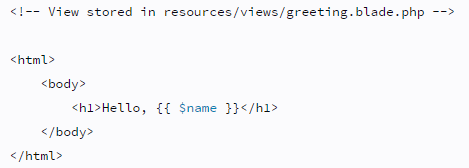 <!-- View stored in resources/views/greeting.blade.php -->
<html>
    <body>
        <h1>Hello, {{ $name }}</h1>
    </body>
</html>